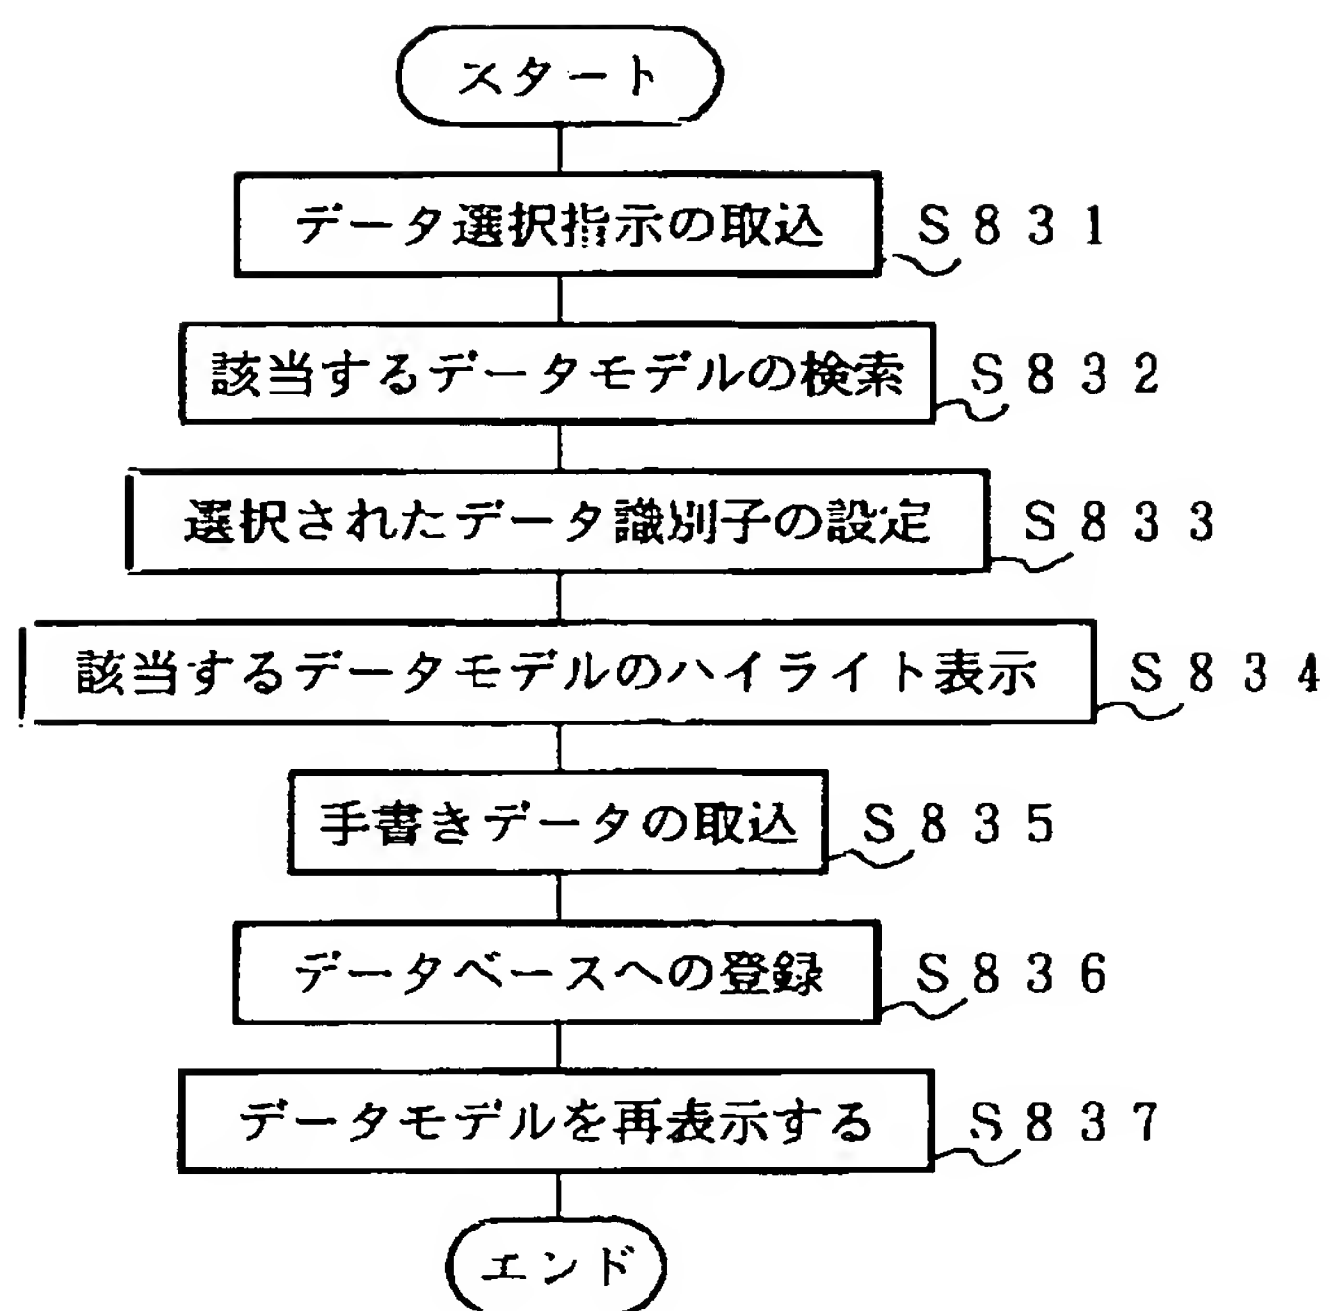 スタート
データ選択指示の取込 S831
該当するデータモデルの検索 S832
選択されたデータ識別子の設定 S833
該当するデータモデルのハイライト表示 S834
手書きデータの取込 S835
データベースへの登録 S836
データモデルを再表示する S837
エンド